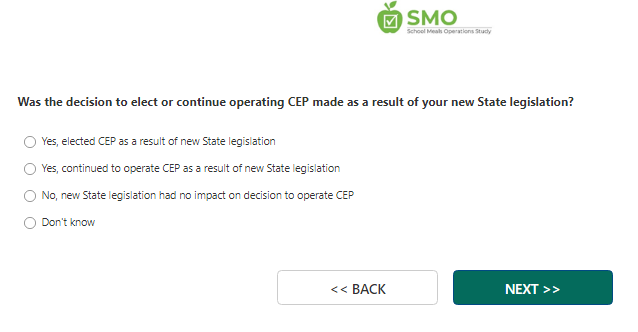 SMO
School Meals Operations Study
Was the decision to elect or continue operating CEP made as a result of your new State legislation?
Yes, elected CEP as a result of new State legislation
Yes, continued to operate CEP as a result of new State legislation
No, new State legislation had no impact on decision to operate CEP
Don't know
<< BACK
NEXT >>